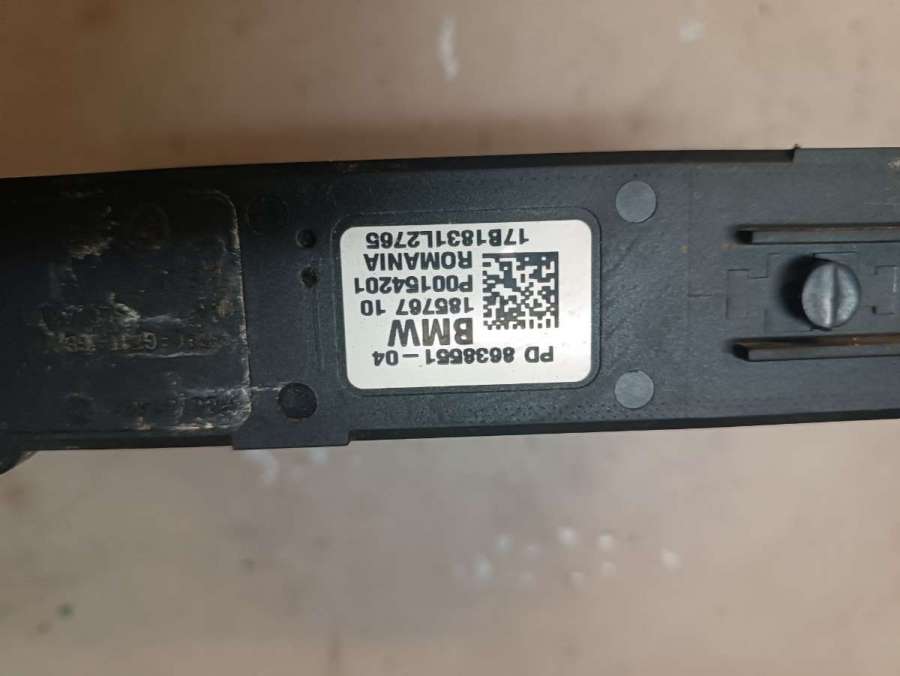 PD 8638551-04
BMW
185767 10
P00154201
ROMANIA
17B1831L2765